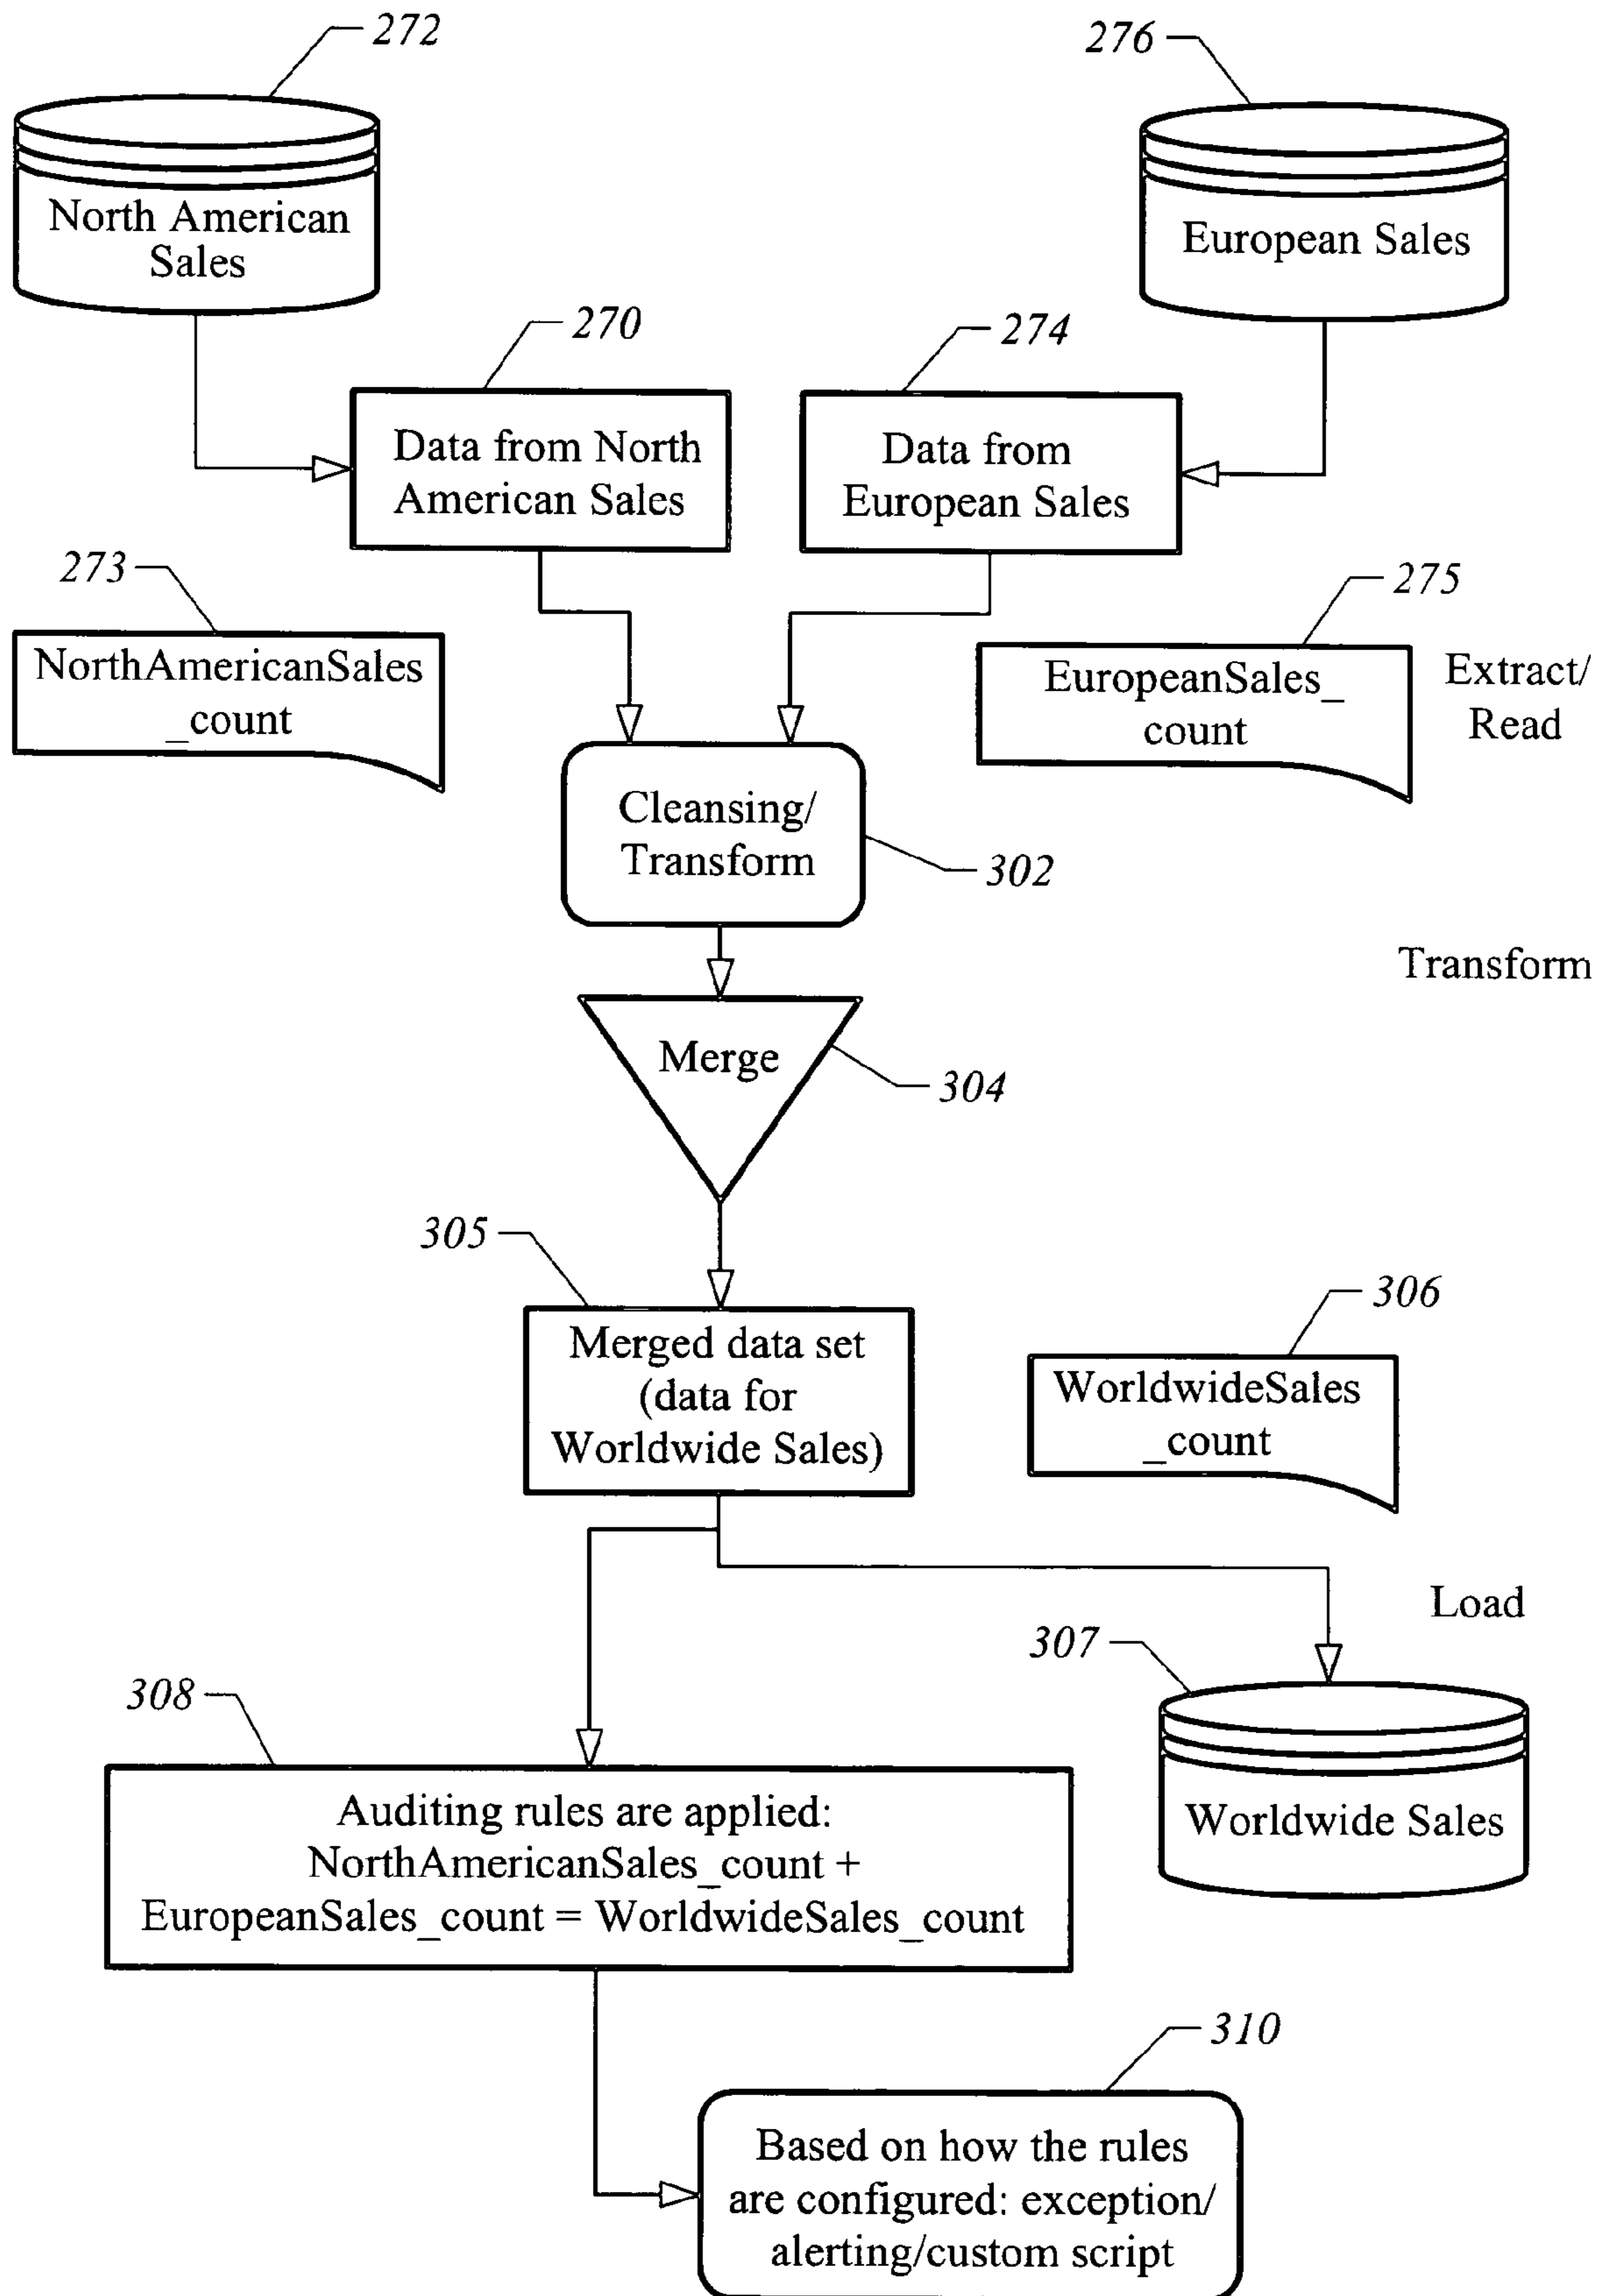 272
276
North American
Sales
European Sales
270
274
Data from North
American Sales
Data from
European Sales
273
275
NorthAmericanSales
_count
EuropeanSales_
count
Extract/
Read
Cleansing/
Transform
302
Transform
Merge
304
305
306
Merged data set
(data for
Worldwide Sales)
WorldwideSales
_count
Load
307
308
Worldwide Sales
Auditing rules are applied:
NorthAmericanSales_count +
EuropeanSales_count = WorldwideSales_count
310
Based on how the rules
are configured: exception/
alerting/custom script